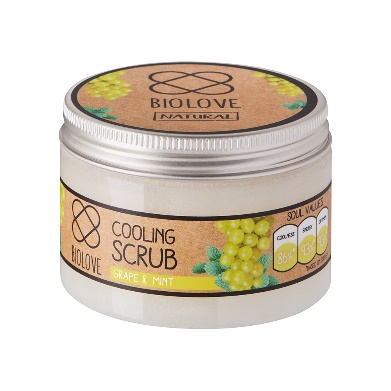 BIOLOVE
NATURAL
BIOLOVE
COOLING
SCRUB
GRAPE & MINT
SOUL VALUES